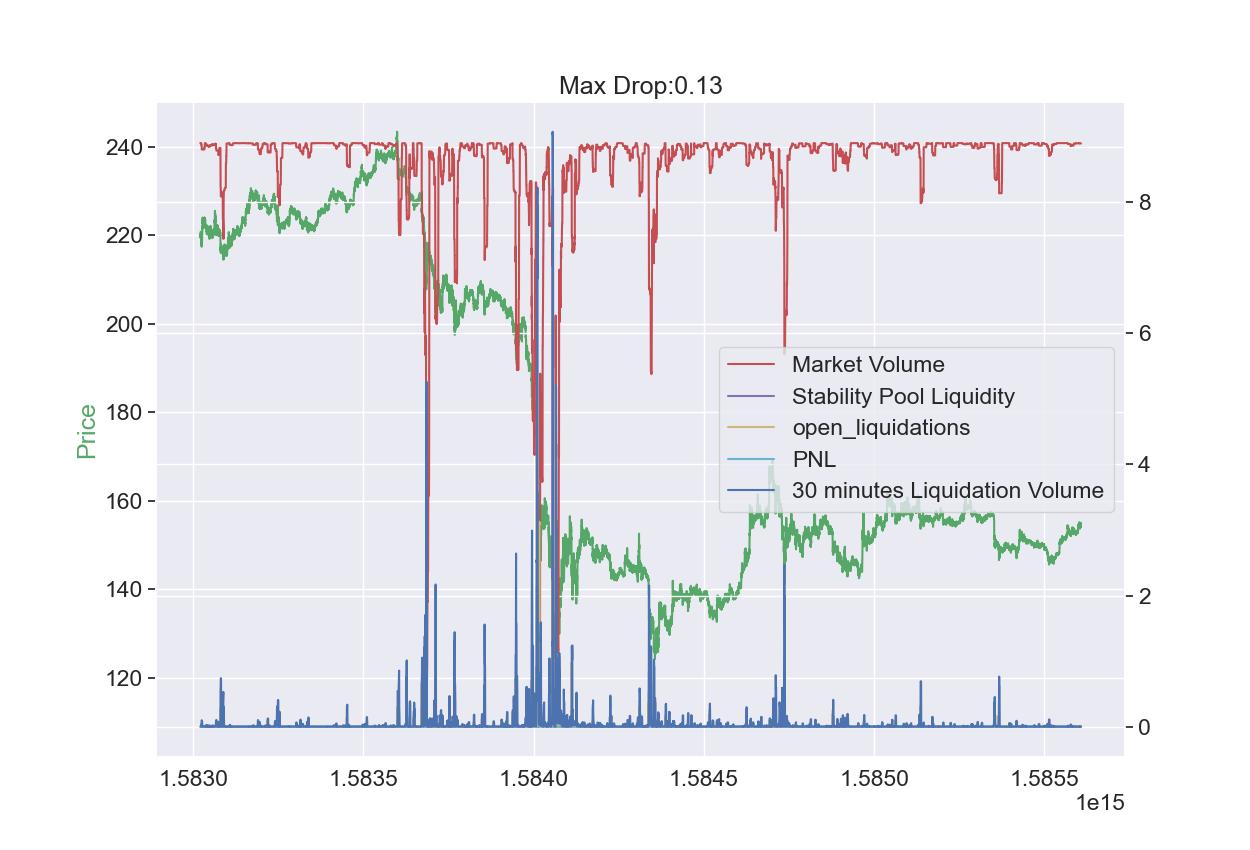 Max Drop:0.13
240
220
200
180
160
140
120
Price
8
6
4
2
0
Market Volume
Stability Pool Liquidity
open_liquidations
PNL
30 minutes Liquidation Volume
1.5830 1.5835 1.5840 1.5845 1.5850 1.5855
1e15